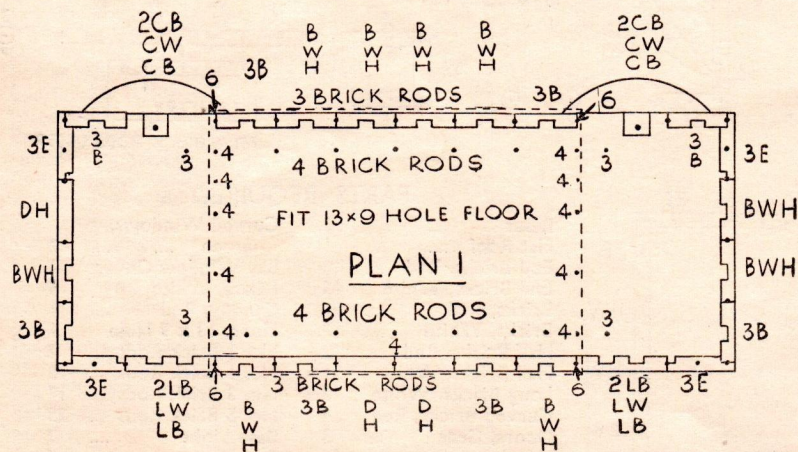 2CB
CW
CB
6
3B
B
W
H
B
W
H
B
W
H
B
W
H
2CB
CW
CB
3 BRICK RODS
3B
6
3E
3
B
3
4
4 BRICK RODS
4
3
3
B
3E
4
4
DH
4
FIT 13×9 HOLE FLOOR
4
BWH
BWH
4
PLAN 1
4
BWH
3B
3
4
4 BRICK RODS
4
3
3B
4
3E
2LB
LW
LB
6
3 BRICK RODS
6
2LB
LW
LB
3E
B
W
H
3B
D
H
D
H
3B
B
W
H